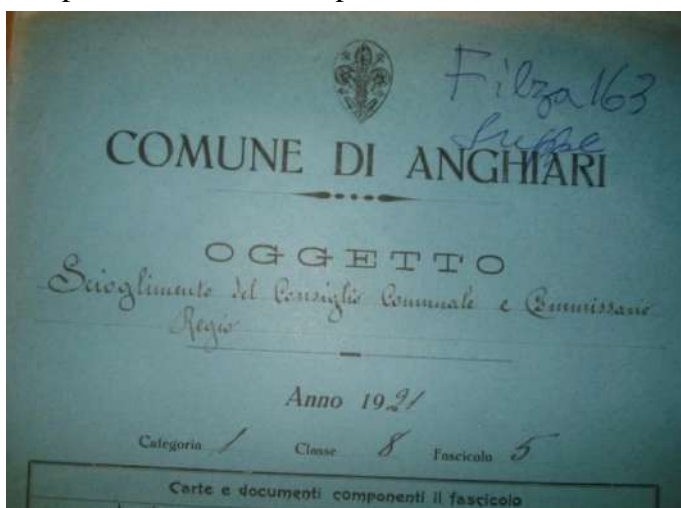 Filza 163
COMUNE DI ANGHIARI
OGGETTO
Scioglimento del Consiglio Comunale e Commissario
Regio
Anno 1921
Categoria 1 Classe 8 Fascicolo 5
Carte e documenti componenti il fascicolo